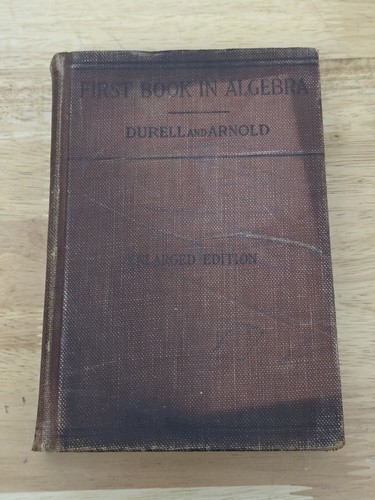 FIRST BOOK IN ALGEBRA
DURELL AND ARNOLD
ENLARGED EDITION